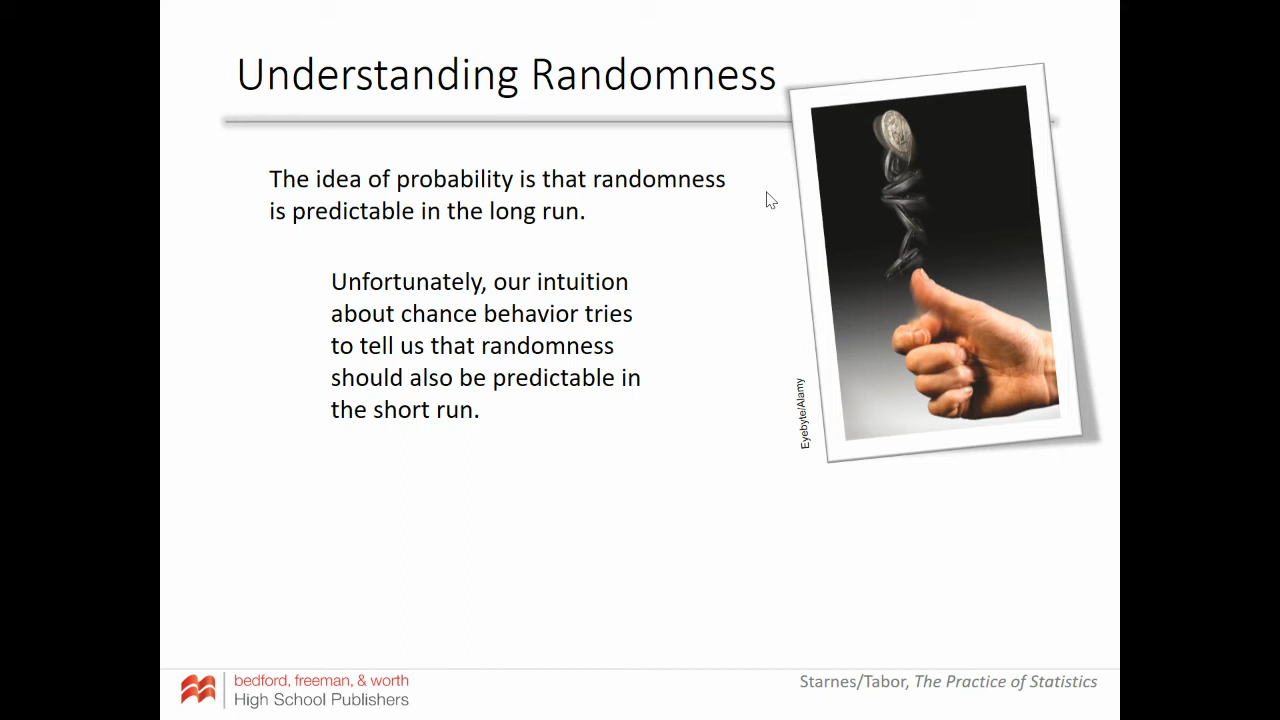 Understanding Randomness
The idea of probability is that randomness
is predictable in the long run.
Unfortunately, our intuition
about chance behavior tries
to tell us that randomness
should also be predictable in
the short run.
Eyebyte/Alamy
bedford, freeman, & worth
High School Publishers
Starnes/Tabor, The Practice of Statistics